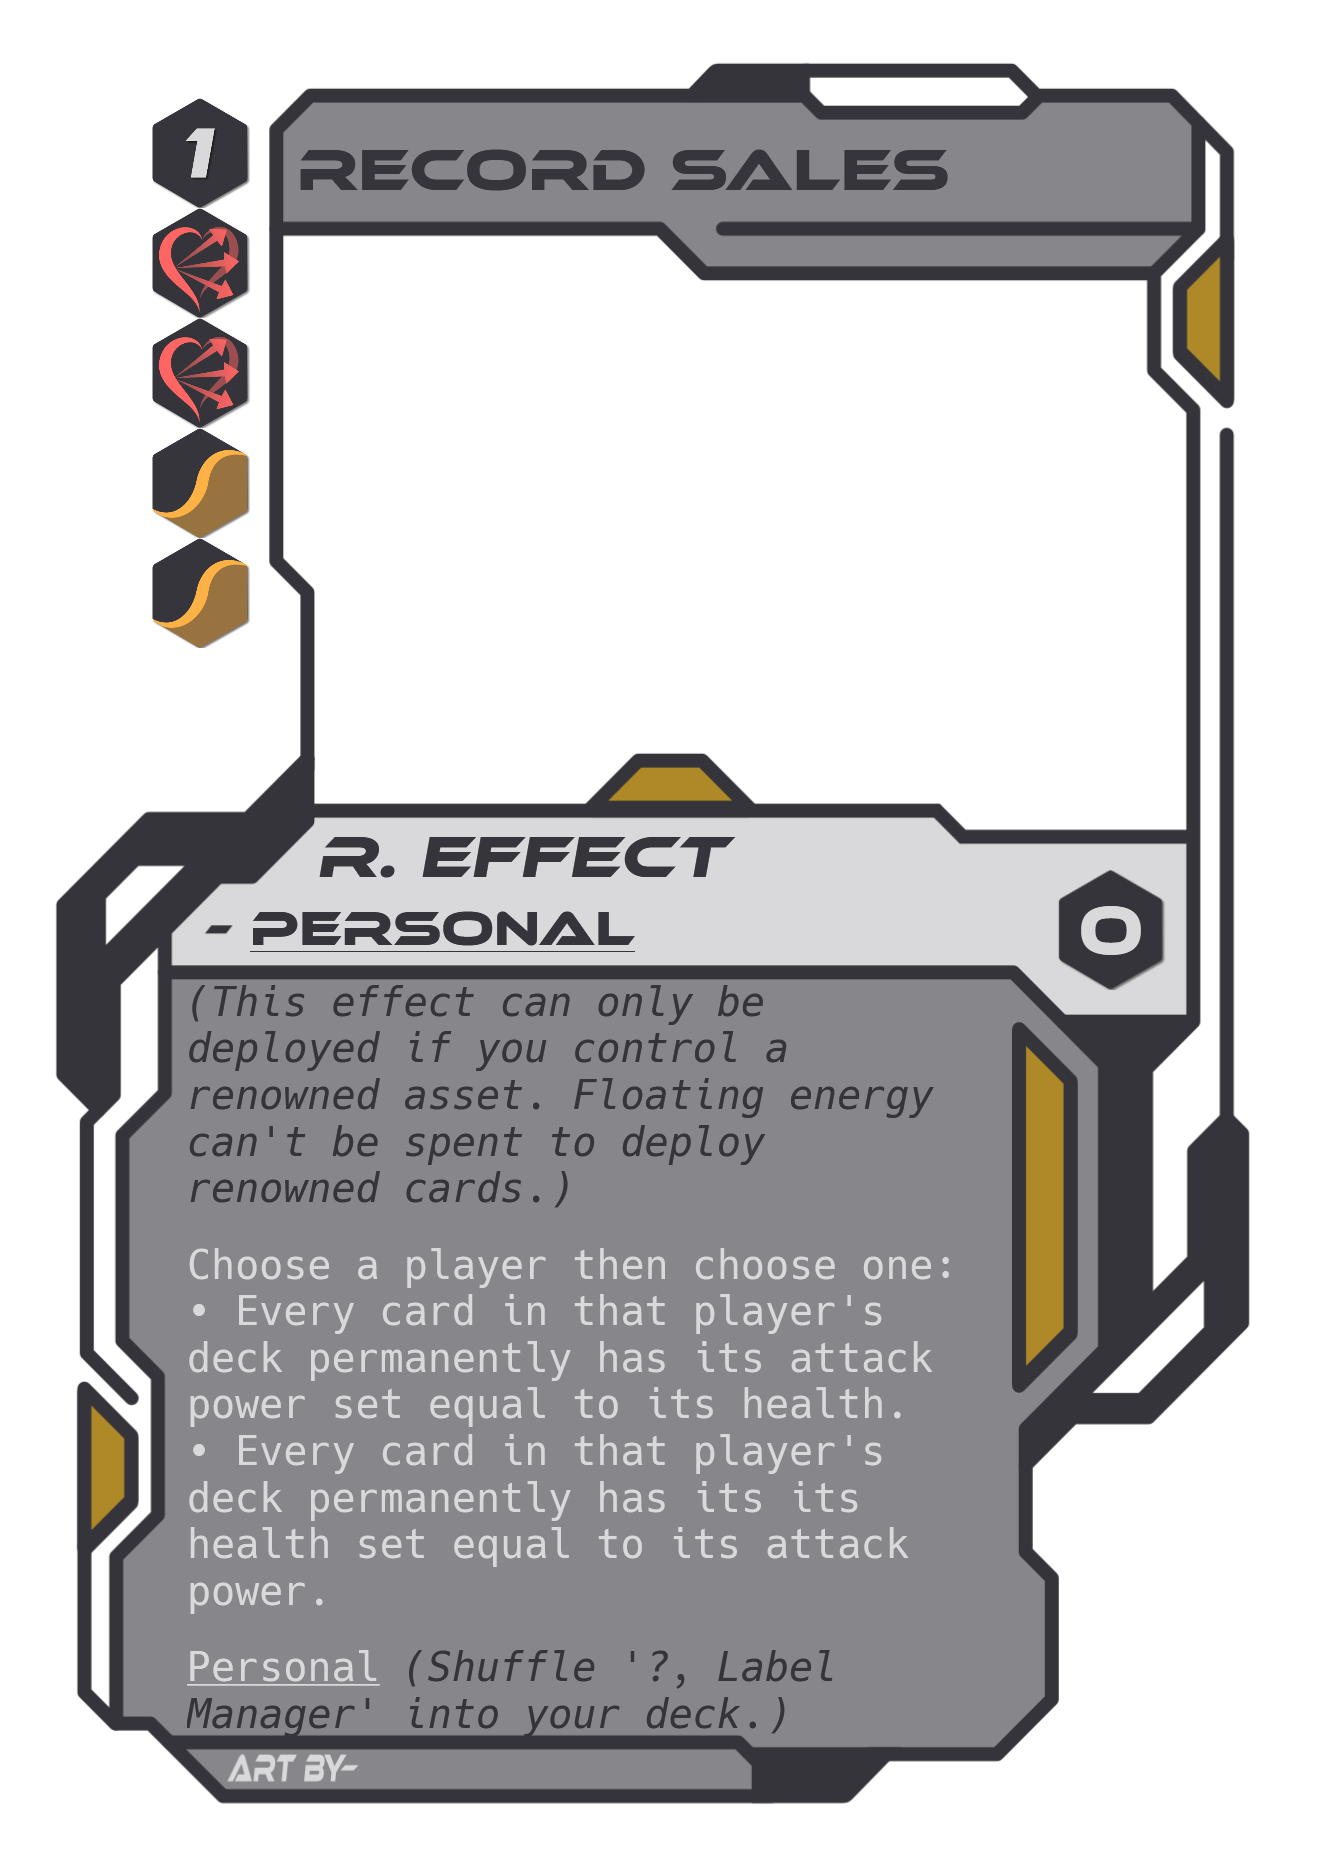 1
RECORD SALES
R. EFFECT
- PERSONAL
0
(This effect can only be
deployed if you control a
renowned asset. Floating energy
can't be spent to deploy
renowned cards.)
Choose a player then choose one:
• Every card in that player's
deck permanently has its attack
power set equal to its health.
• Every card in that player's
deck permanently has its its
health set equal to its attack
power.
Personal (Shuffle '?, Label
Manager' into your deck.)
ART BY-